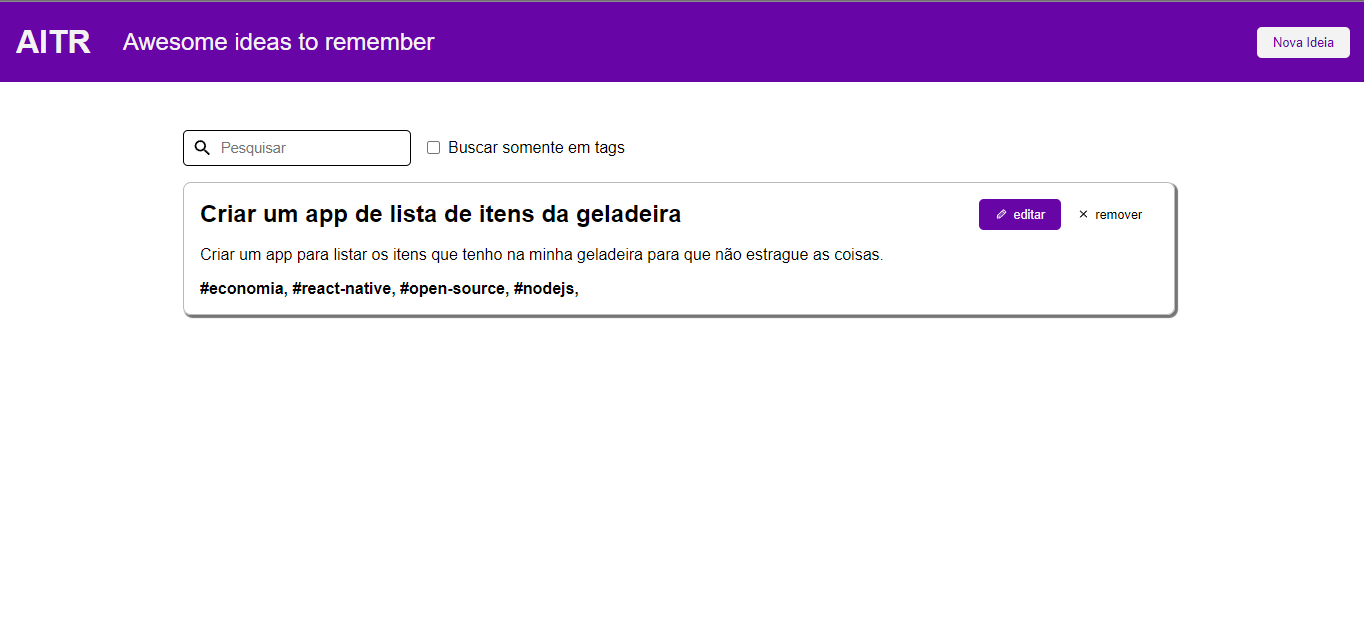 AITR Awesome ideas to remember Nova Ideia
Pesquisar Buscar somente em tags
Criar um app de lista de itens da geladeira editar remover
Criar um app para listar os itens que tenho na minha geladeira para que não estrague as coisas.
#economia, #react-native, #open-source, #nodejs,